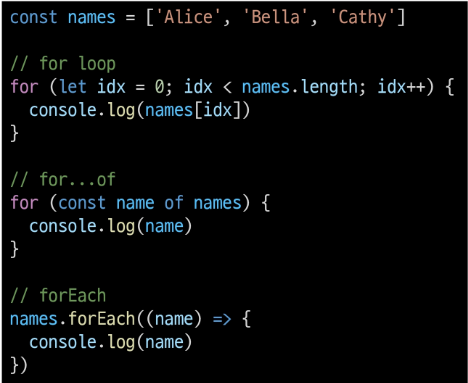 const names = ['Alice', 'Bella', 'Cathy']

// for loop
for (let idx = 0; idx < names.length; idx++) {
  console.log(names[idx])
}

// for...of
for (const name of names) {
  console.log(name)
}

// forEach
names.forEach((name) => {
  console.log(name)
})